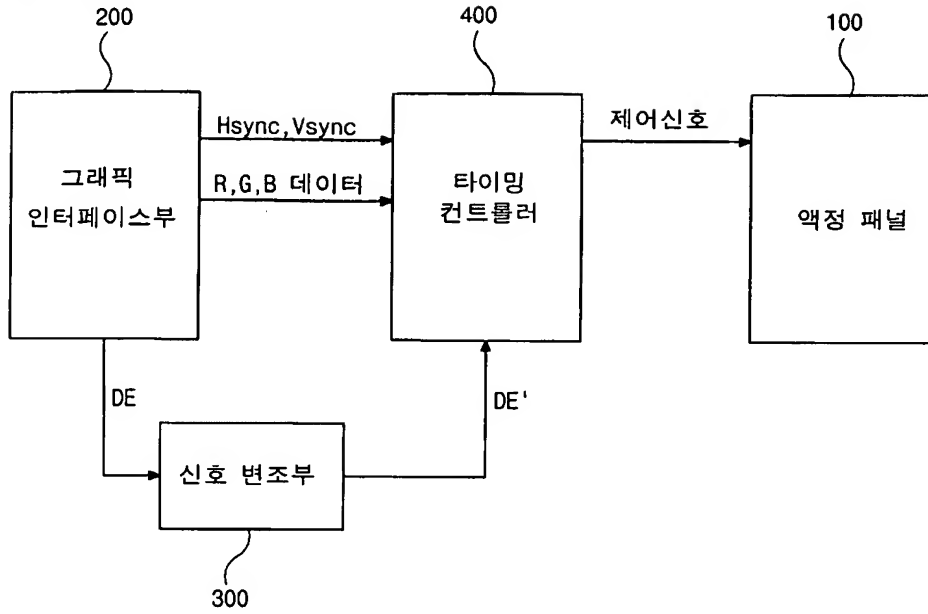 200
400
100
Hsync,Vsync
제어신호
그래픽
인터페이스부
R,G,B 데이터
타이밍
컨트롤러
액정 패널
DE
DE'
신호 변조부
300